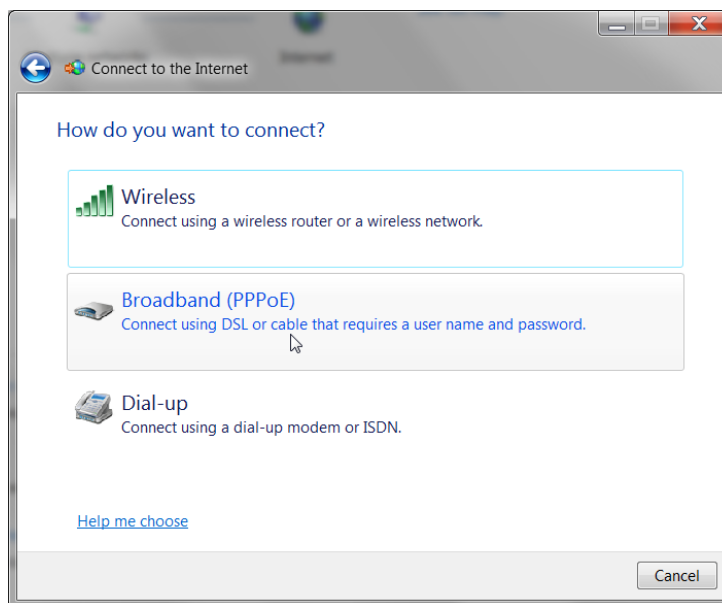 Connect to the Internet
How do you want to connect?
Wireless
Connect using a wireless router or a wireless network.
Broadband (PPPoE)
Connect using DSL or cable that requires a user name and password.
Dial-up
Connect using a dial-up modem or ISDN.
Help me choose
Cancel